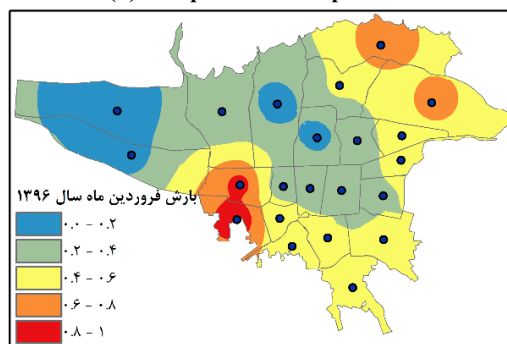 بارش فروردین ماه سال ۱۳۹۶
۰.۰ - ۰.۲
۰.۲ - ۰.۴
۰.۴ - ۰.۶
۰.۶ - ۰.۸
۰.۸ - ۱